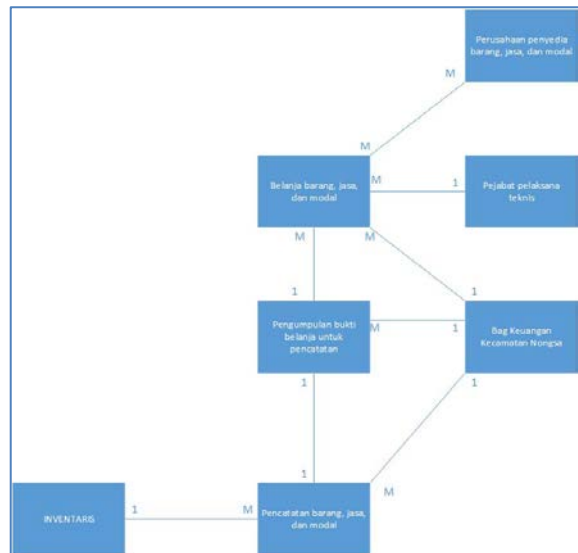 Perusahaan penyedia
barang, jasa, dan modal
M
M
Belanja barang, jasa,
dan modal
M
1
Pejabat pelaksana
teknis
M
M
1
1
Pengumpulan bukti
belanja untuk
pencatatan
M
1
Bag Keuangan
Kecamatan Nongsa
1
1
1
M
INVENTARIS
1
M
Pencatatan barang, jasa,
dan modal